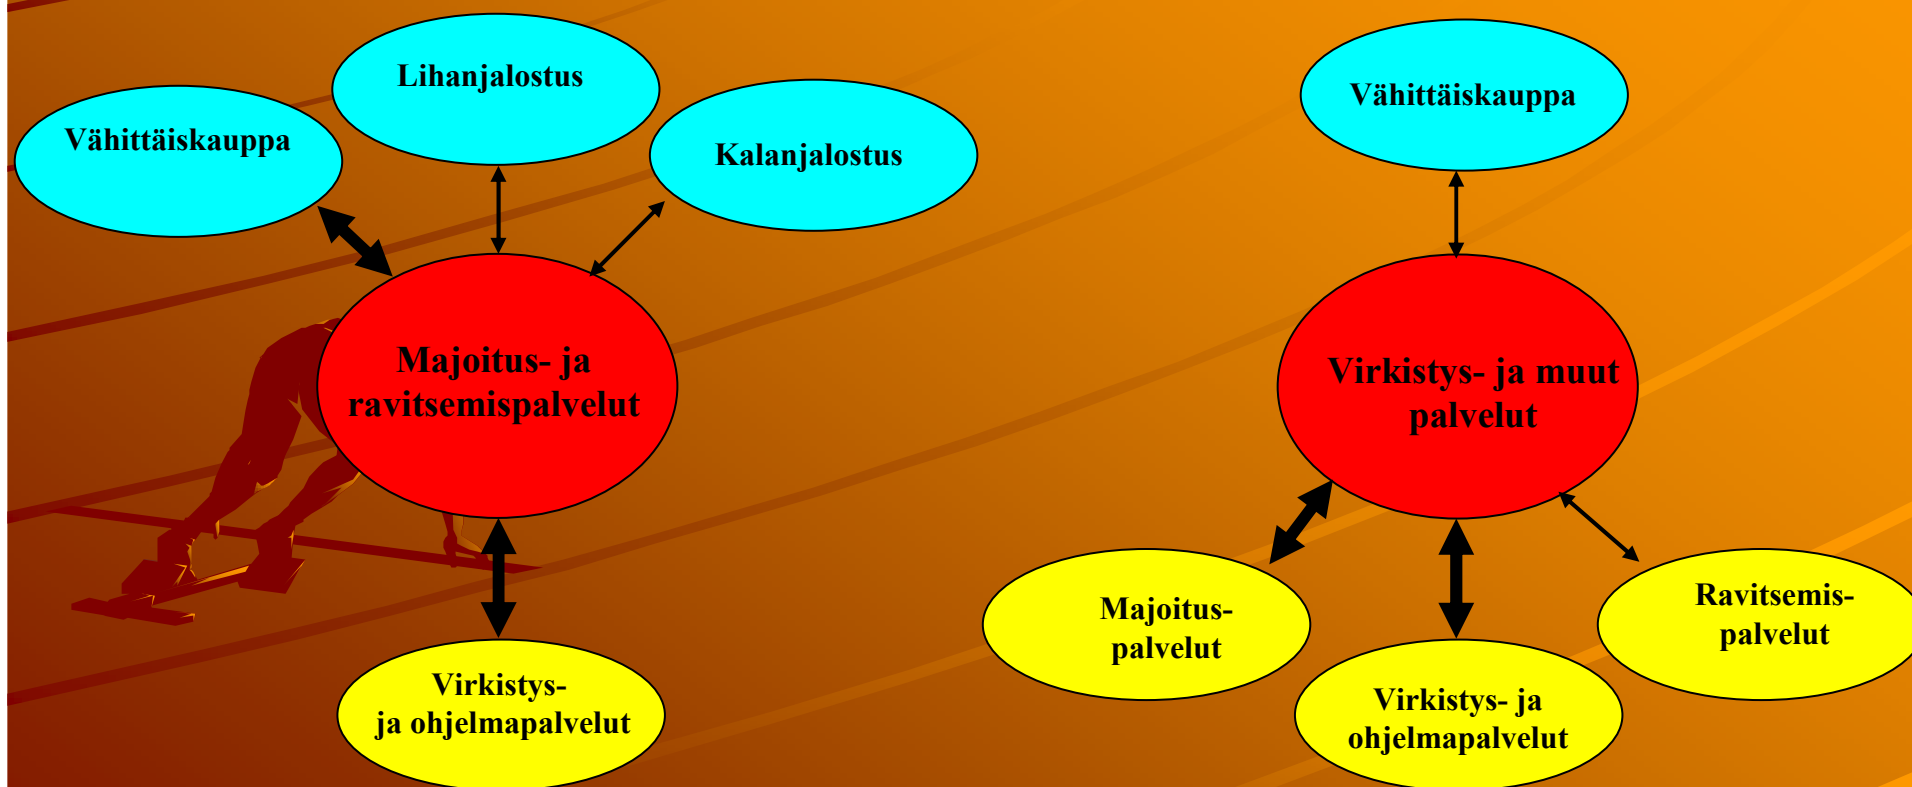 Lihanjalostus
Vähittäiskauppa
Kalanjalostus
Majoitus- ja
ravitsemispalvelut
Virkistys-
ja ohjelmapalvelut
Vähittäiskauppa
Virkistys- ja muut
palvelut
Majoitus-
palvelut
Virkistys- ja
ohjelmapalvelut
Ravitsemis-
palvelut